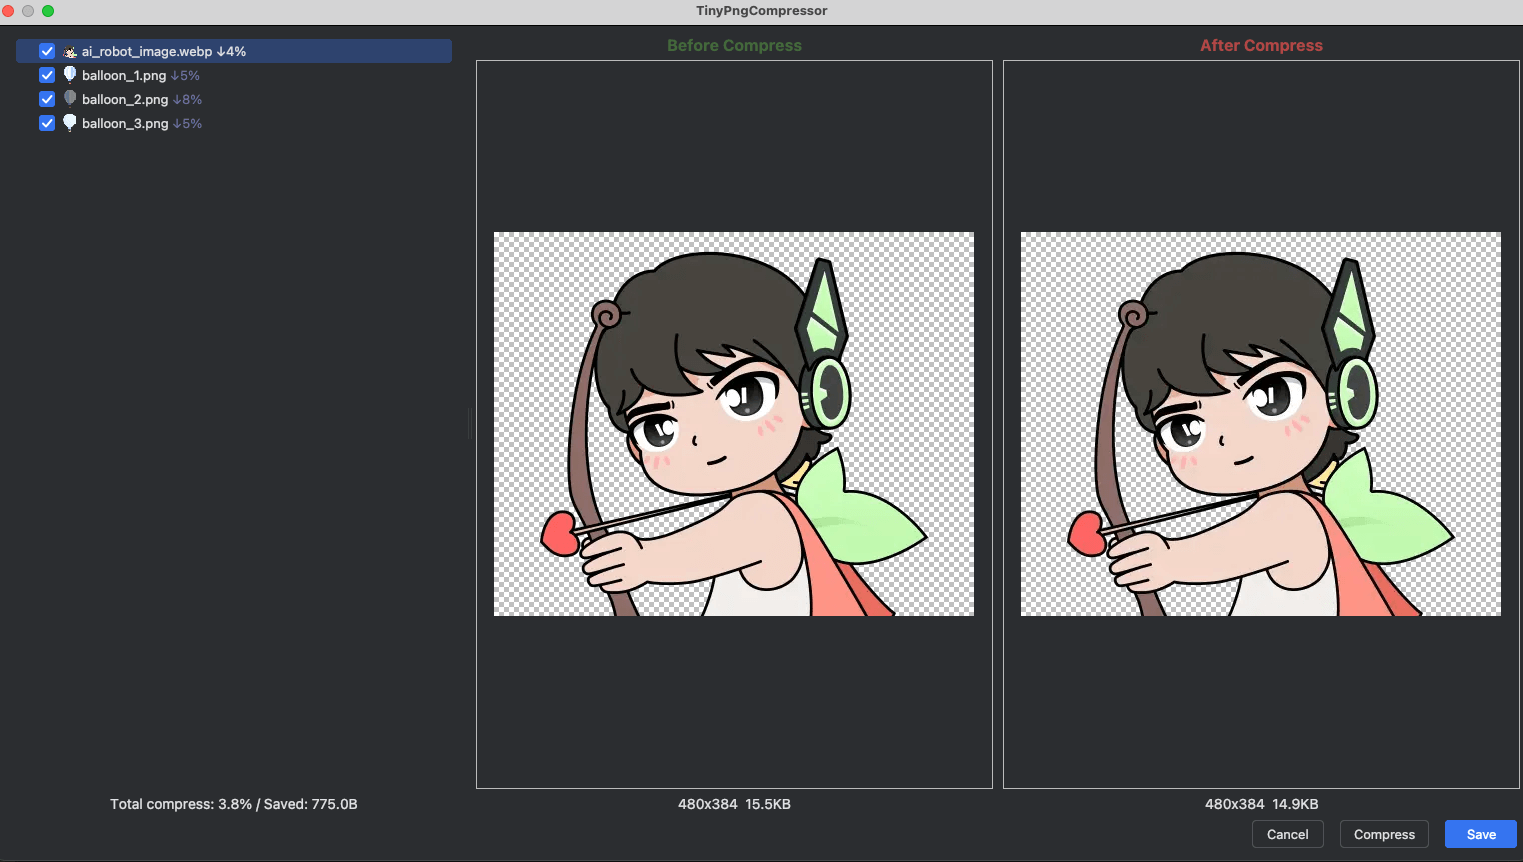 TinyPngCompressor
ai_robot_image.webp ↓4%
balloon_1.png ↓5%
balloon_2.png ↓8%
balloon_3.png ↓5%
Total compress: 3.8% / Saved: 775.0B
Before Compress
480x384 15.5KB
After Compress
480x384 14.9KB
Cancel
Compress
Save